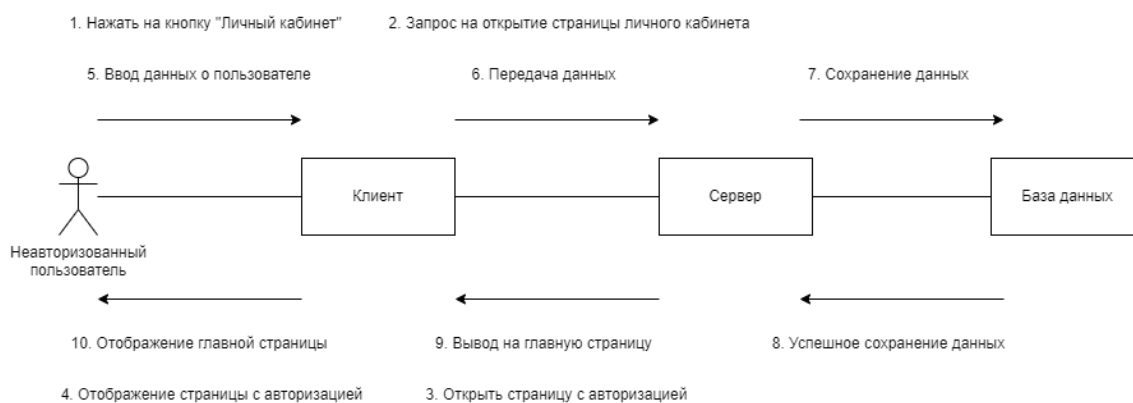 1. Нажать на кнопку "Личный кабинет"
2. Запрос на открытие страницы личного кабинета
5. Ввод данных о пользователе
6. Передача данных
7. Сохранение данных
Клиент
Сервер
База данных
Неавторизованный
пользователь
10. Отображение главной страницы
9. Вывод на главную страницу
8. Успешное сохранение данных
4. Отображение страницы с авторизацией
3. Открыть страницу с авторизацией